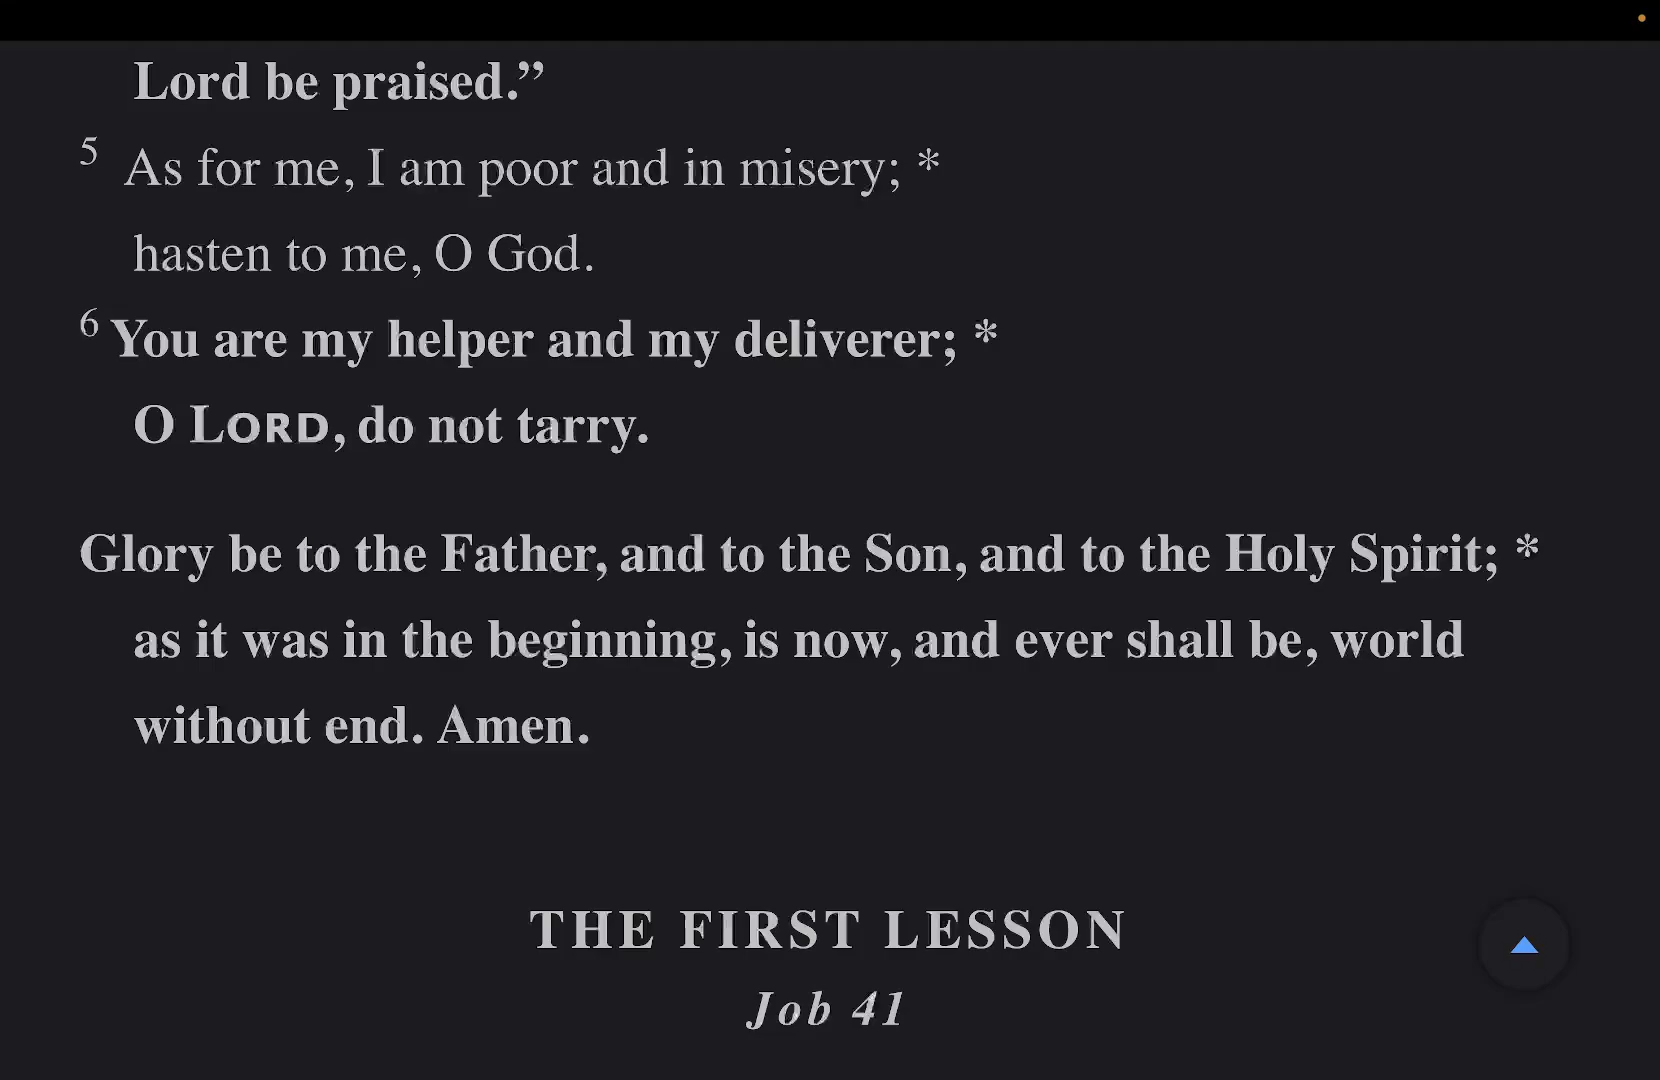 Lord be praised.”
5 As for me, I am poor and in misery; *
hasten to me, O God.
6 You are my helper and my deliverer; *
O LORD, do not tarry.
Glory be to the Father, and to the Son, and to the Holy Spirit; *
as it was in the beginning, is now, and ever shall be, world
without end. Amen.
THE FIRST LESSON
Job 41